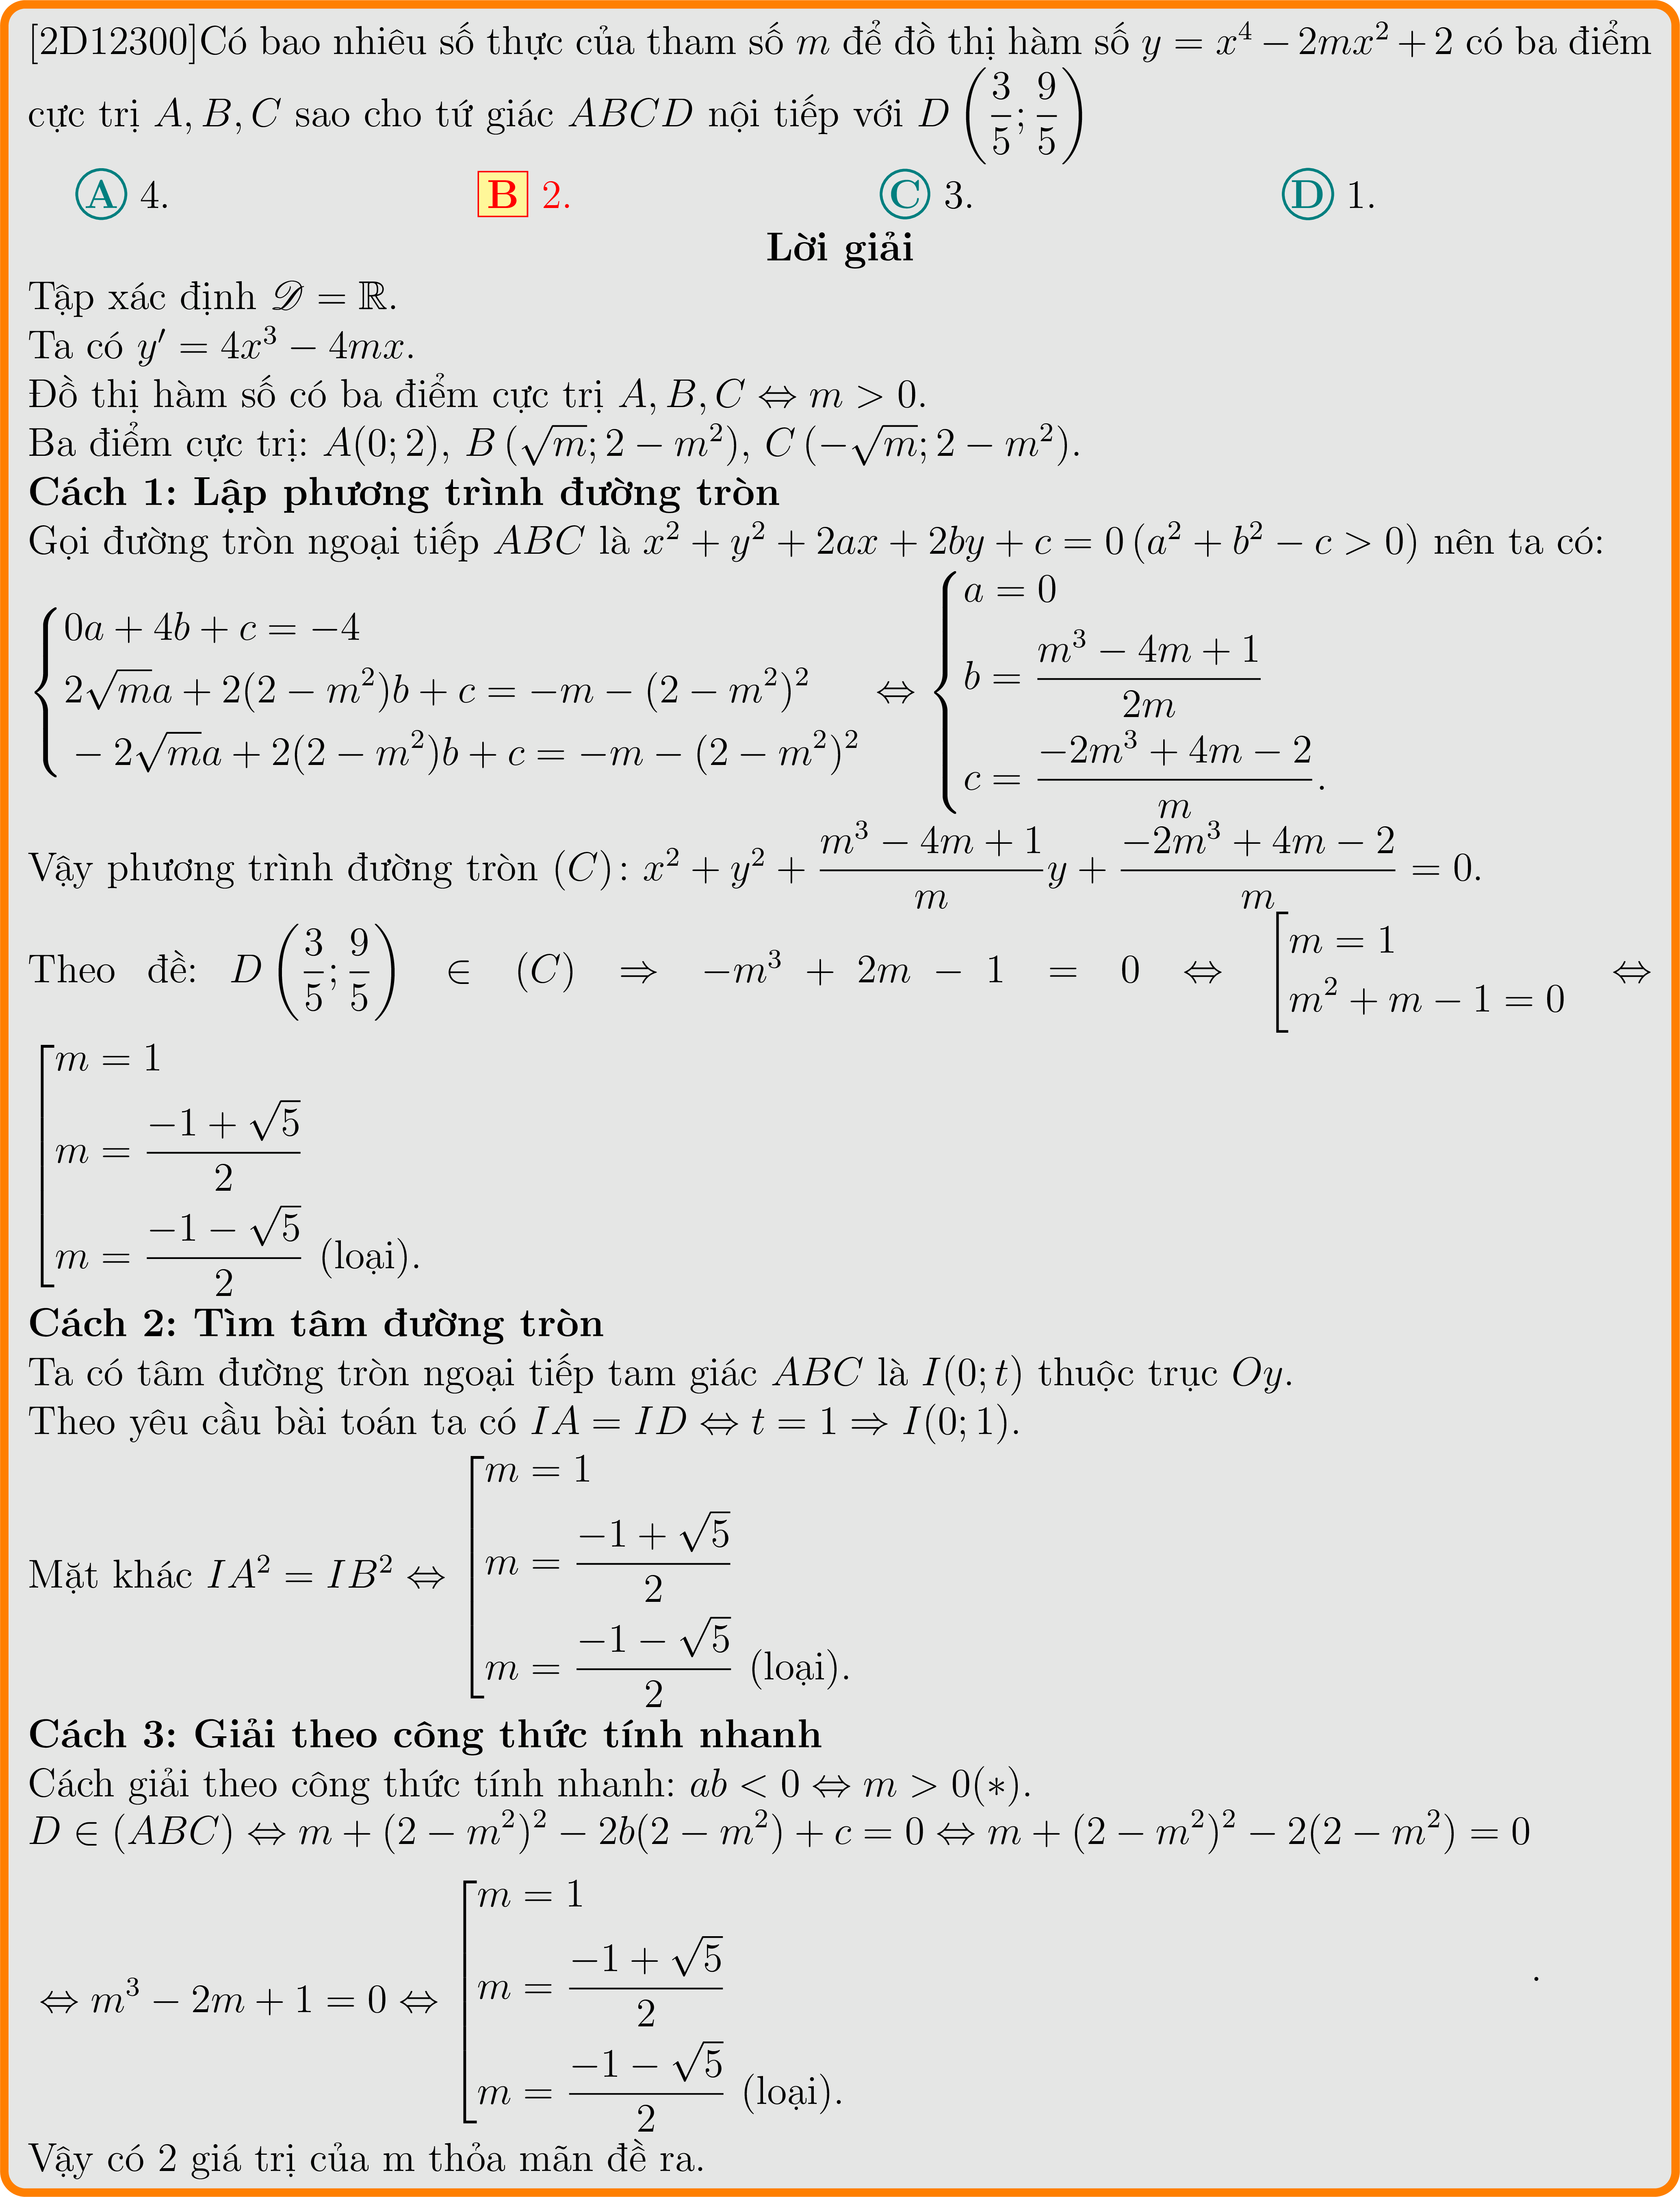 [2D12300]Có bao nhiêu số thực của tham số $m$ để đồ thị hàm số $y = x^4 - 2mx^2 + 2$ có ba điểm
cực trị $A, B, C$ sao cho tứ giác $ABCD$ nội tiếp với $D\left(\dfrac{3}{5}; \dfrac{9}{5}\right)$
A 4. B 2. C 3. D 1.
Lời giải
Tập xác định $\mathscr{D} = \mathbb{R}$.
Ta có $y' = 4x^3 - 4mx$.
Đồ thị hàm số có ba điểm cực trị $A, B, C \Leftrightarrow m > 0$.
Ba điểm cực trị: $A(0; 2)$, $B\left(\sqrt{m}; 2 - m^2\right)$, $C\left(-\sqrt{m}; 2 - m^2\right)$.
Cách 1: Lập phương trình đường tròn
Gọi đường tròn ngoại tiếp $ABC$ là $x^2 + y^2 + 2ax + 2by + c = 0 \left(a^2 + b^2 - c > 0\right)$ nên ta có:
$\begin{cases} 0a + 4b + c = -4 \\ 2\sqrt{m}a + 2(2 - m^2)b + c = -m - (2 - m^2)^2 \\ -2\sqrt{m}a + 2(2 - m^2)b + c = -m - (2 - m^2)^2 \end{cases} \Leftrightarrow \begin{cases} a = 0 \\ b = \dfrac{m^3 - 4m + 1}{2m} \\ c = \dfrac{-2m^3 + 4m - 2}{m}. \end{cases}$
Vậy phương trình đường tròn $(C)$: $x^2 + y^2 + \dfrac{m^3 - 4m + 1}{m}y + \dfrac{-2m^3 + 4m - 2}{m} = 0$.
Theo đề: $D\left(\dfrac{3}{5}; \dfrac{9}{5}\right) \in (C) \Rightarrow -m^3 + 2m - 1 = 0 \Leftrightarrow \left[\begin{array}{l} m = 1 \\ m^2 + m - 1 = 0 \end{array}\right. \Leftrightarrow$
$\left[\begin{array}{l} m = 1 \\ m = \dfrac{-1 + \sqrt{5}}{2} \\ m = \dfrac{-1 - \sqrt{5}}{2} \text{ (loại).} \end{array}\right.$
Cách 2: Tìm tâm đường tròn
Ta có tâm đường tròn ngoại tiếp tam giác $ABC$ là $I(0; t)$ thuộc trục $Oy$.
Theo yêu cầu bài toán ta có $IA = ID \Leftrightarrow t = 1 \Rightarrow I(0; 1)$.
Mặt khác $IA^2 = IB^2 \Leftrightarrow \left[\begin{array}{l} m = 1 \\ m = \dfrac{-1 + \sqrt{5}}{2} \\ m = \dfrac{-1 - \sqrt{5}}{2} \text{ (loại).} \end{array}\right.$
Cách 3: Giải theo công thức tính nhanh
Cách giải theo công thức tính nhanh: $ab < 0 \Leftrightarrow m > 0(*)$.
$D \in (ABC) \Leftrightarrow m + (2 - m^2)^2 - 2b(2 - m^2) + c = 0 \Leftrightarrow m + (2 - m^2)^2 - 2(2 - m^2) = 0$
$\Leftrightarrow m^3 - 2m + 1 = 0 \Leftrightarrow \left[\begin{array}{l} m = 1 \\ m = \dfrac{-1 + \sqrt{5}}{2} \\ m = \dfrac{-1 - \sqrt{5}}{2} \text{ (loại).} \end{array}\right.$ .
Vậy có 2 giá trị của m thỏa mãn đề ra.